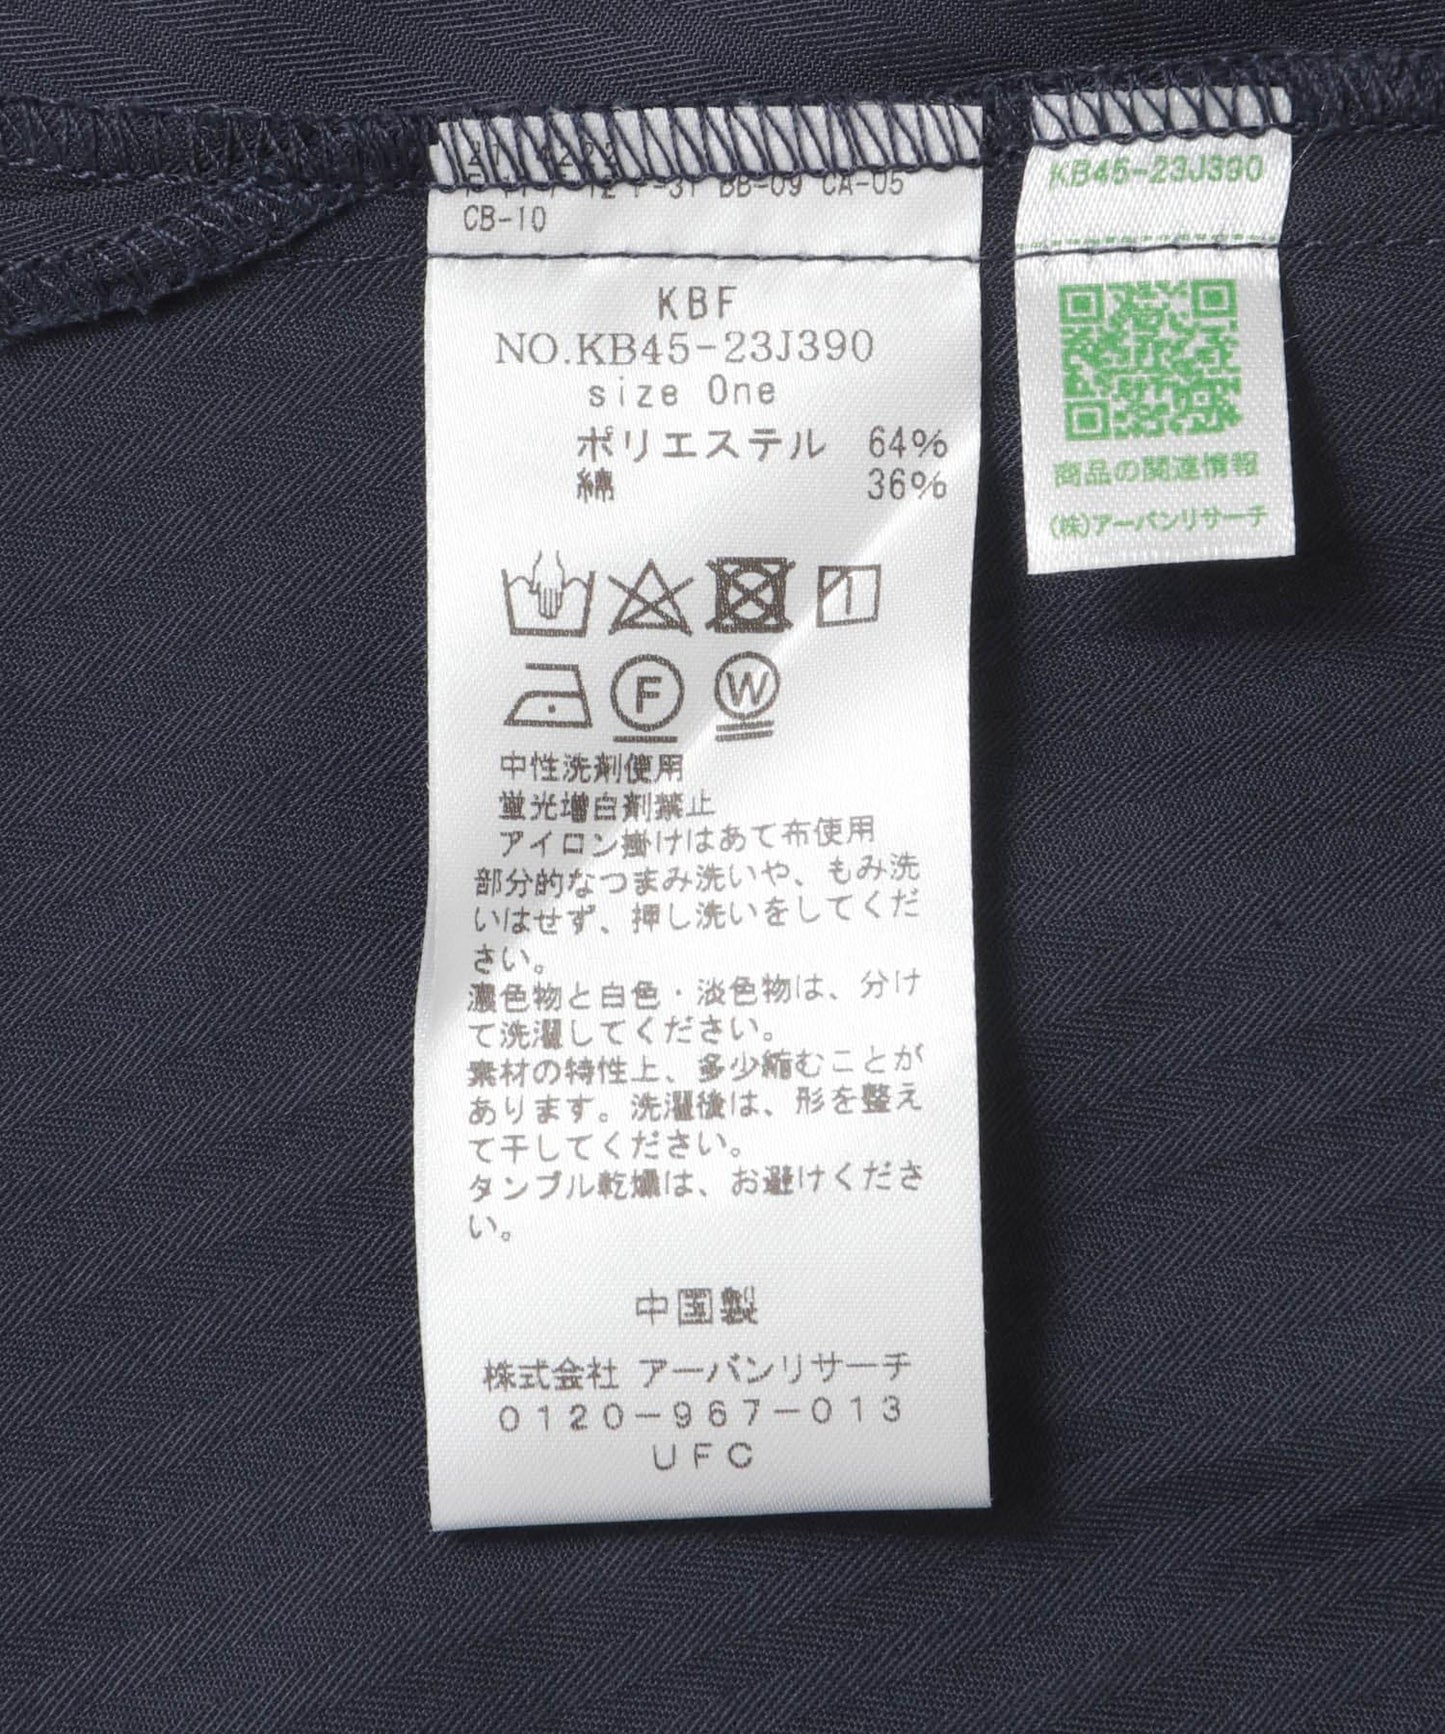 BB-09 CA-05
CB-10
KBF
NO.KB45-23J390
size One
ポリエステル 64%
綿 36%
F
W
中性洗剤使用
蛍光増白剤禁止
アイロン掛けはあて布使用
部分的なつまみ洗いや、もみ洗
いはせず、押し洗いをしてくだ
さい。
濃色物と白色・淡色物は、分け
て洗濯してください。
素材の特性上、多少縮むことが
あります。洗濯後は、形を整え
て干してください。
タンブル乾燥は、お避けくださ
い。
中国製
株式会社 アーバンリサーチ
0120-967-013
UFC
KB45-23J390
商品の関連情報
(株)アーバンリサーチ